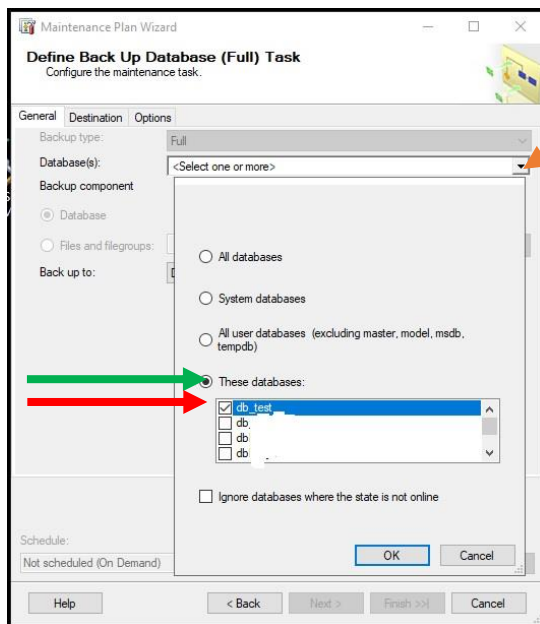 Maintenance Plan Wizard
Define Back Up Database (Full) Task
Configure the maintenance task.
General Destination Options
Backup type: Full
Database(s): <Select one or more>
Backup component
Database
Files and filegroups:
Back up to:
All databases
System databases
All user databases (excluding master, model, msdb,
tempdb)
These databases:
db_test
db_
db
db
Ignore databases where the state is not online
Schedule:
Not scheduled (On Demand)
OK Cancel
Help < Back Next > Finish >>| Cancel